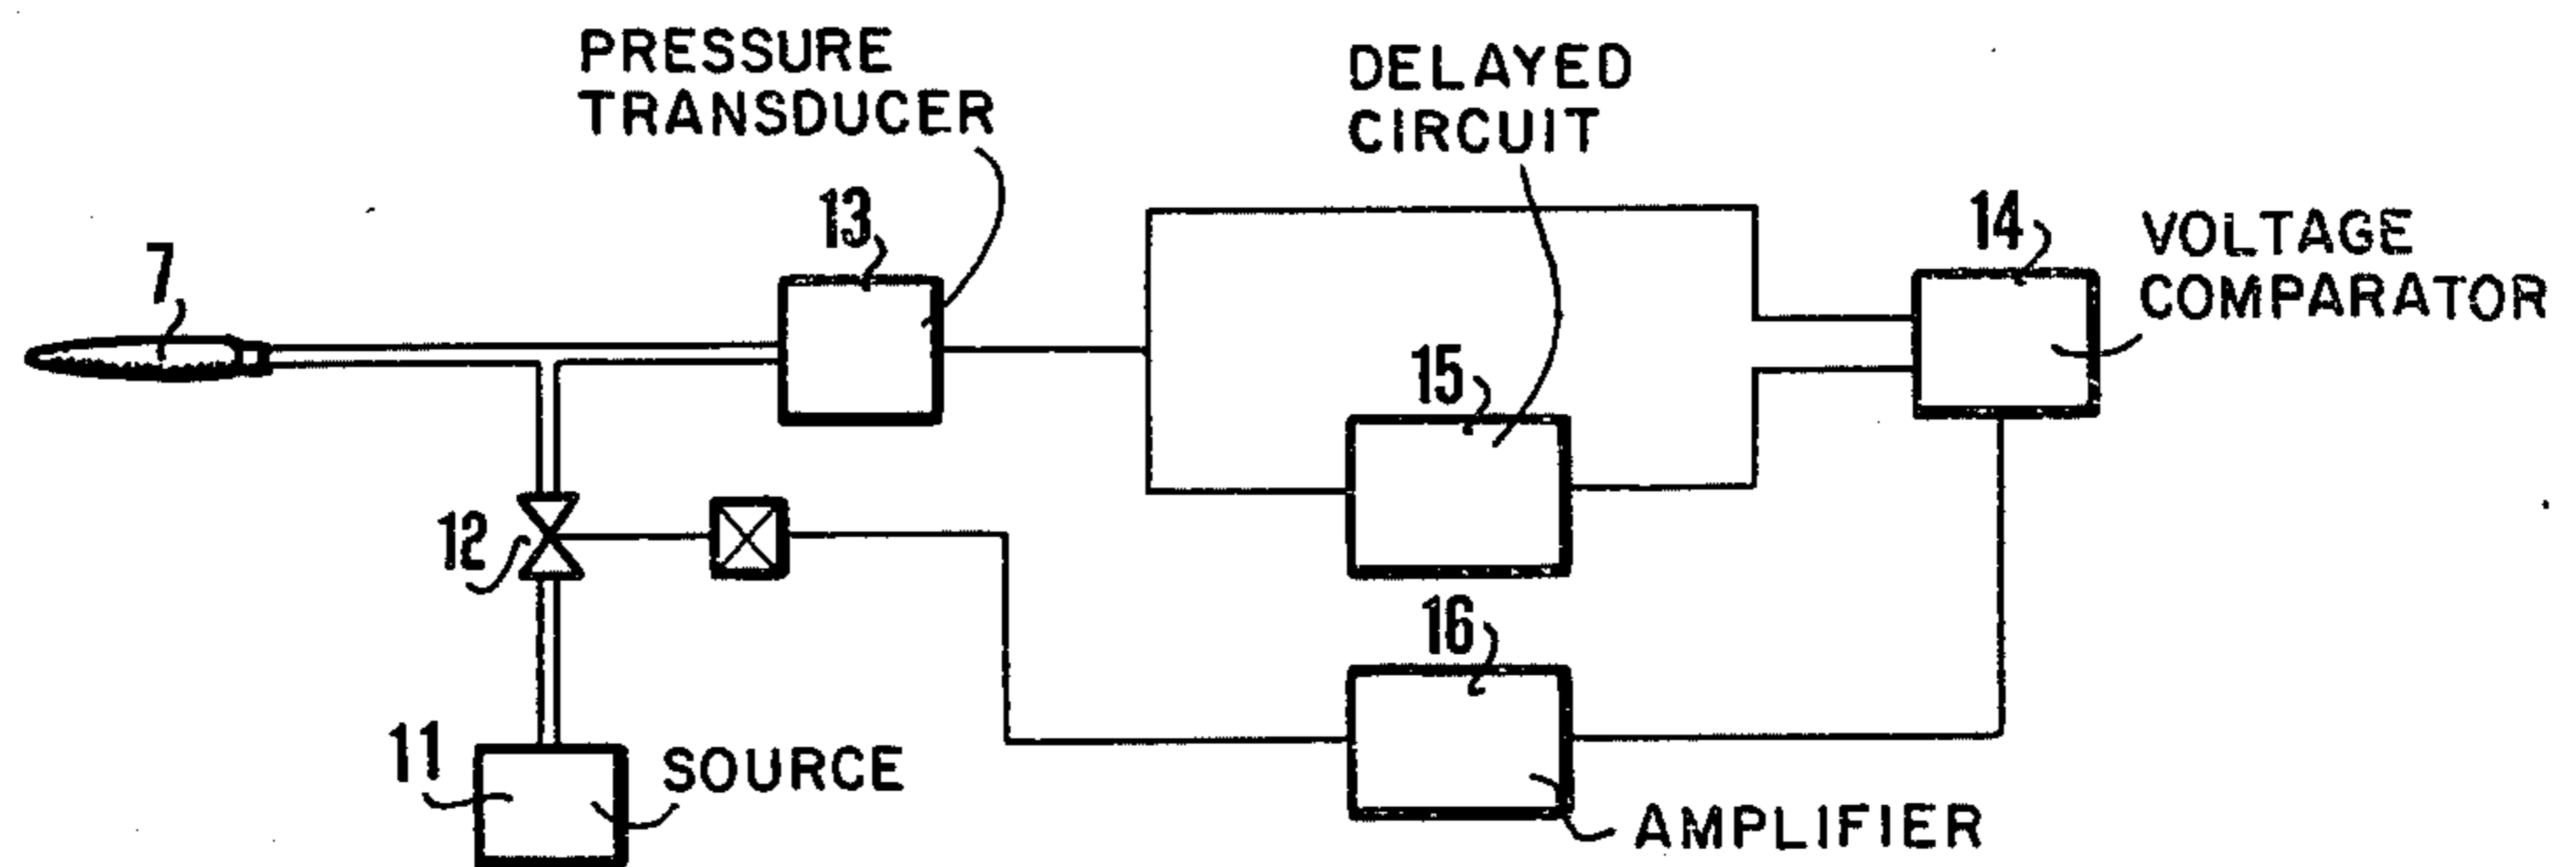 PRESSURE
TRANSDUCER
DELAYED
CIRCUIT
13
14
VOLTAGE
COMPARATOR
7
15
12
16
11
SOURCE
AMPLIFIER